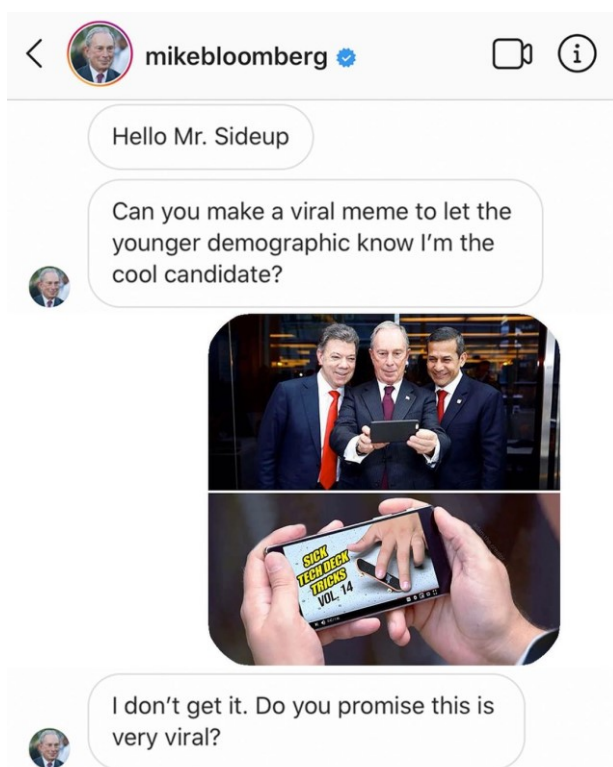 mikebloomberg
Hello Mr. Sideup
Can you make a viral meme to let the
younger demographic know I’m the
cool candidate?
SICK
TECH DECK
TRICKS
VOL. 14
I don’t get it. Do you promise this is
very viral?